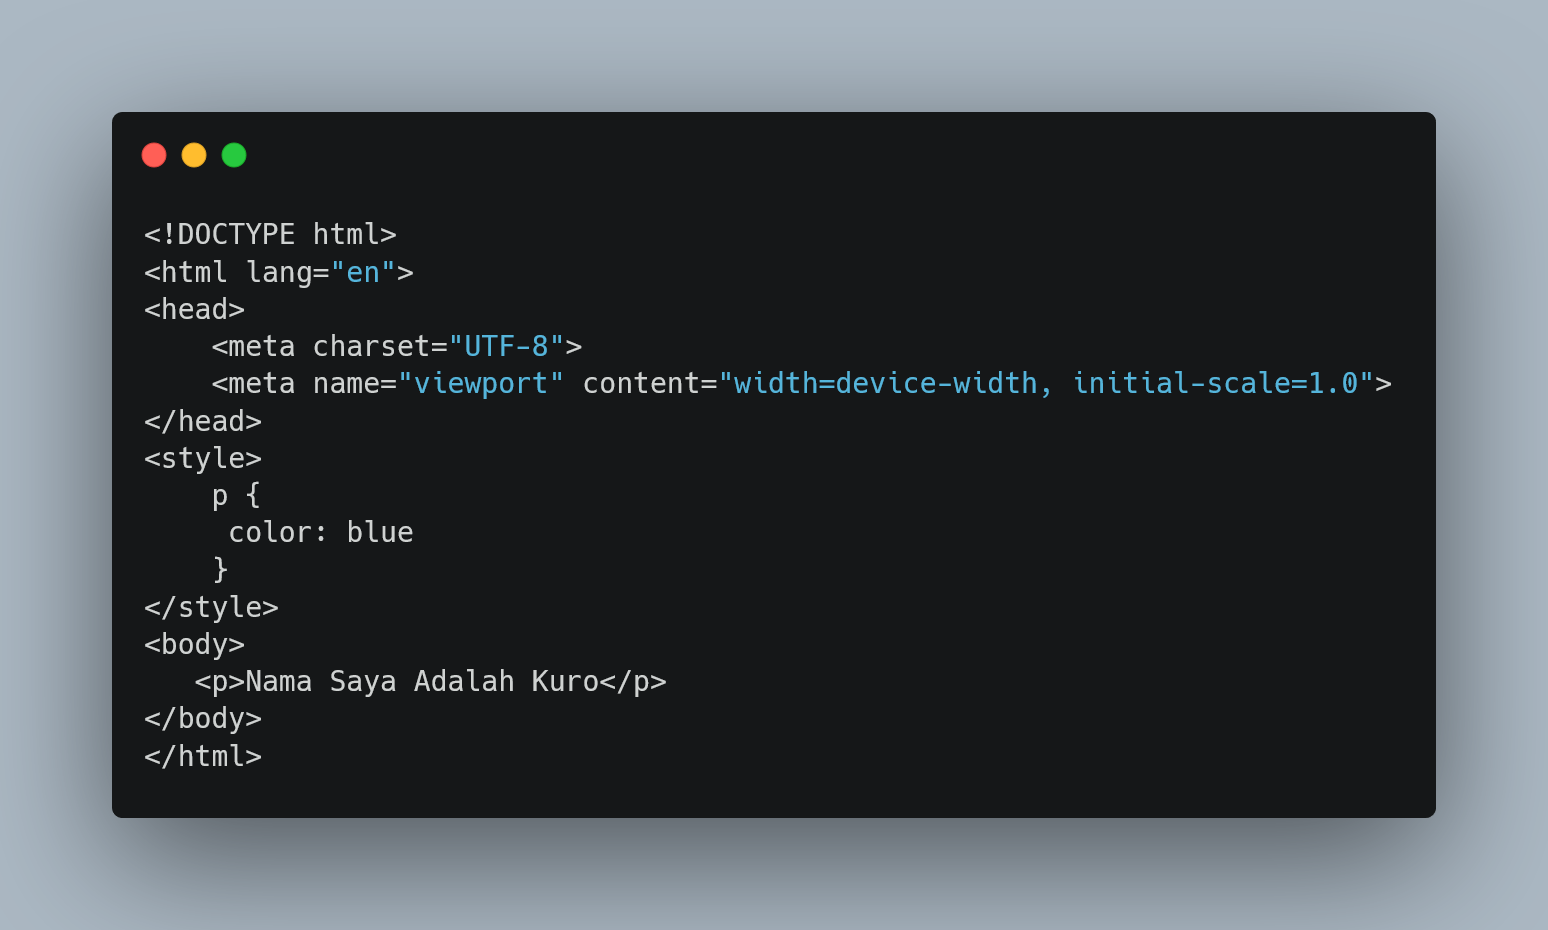 <!DOCTYPE html>
<html lang="en">
<head>
    <meta charset="UTF-8">
    <meta name="viewport" content="width=device-width, initial-scale=1.0">
</head>
<style>
    p {
     color: blue
    }
</style>
<body>
   <p>Nama Saya Adalah Kuro</p>
</body>
</html>